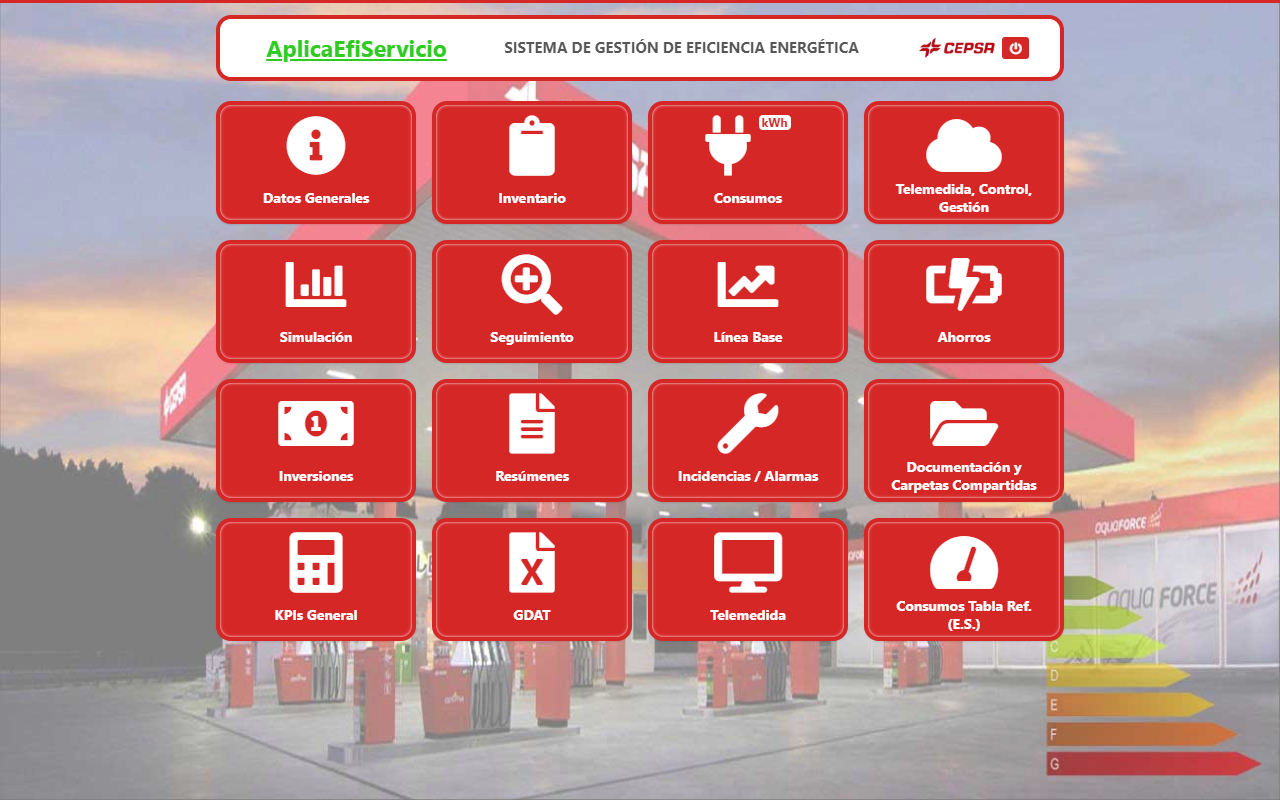 AplicaEfiServicio
SISTEMA DE GESTIÓN DE EFICIENCIA ENERGÉTICA
CEPSA
Datos Generales
Inventario
kWh
Consumos
Telemedida, Control,
Gestión
Simulación
Seguimiento
Línea Base
Ahorros
1
Inversiones
Resúmenes
Incidencias / Alarmas
Documentación y
Carpetas Compartidas
KPIs General
X
GDAT
Telemedida
Consumos Tabla Ref.
(E.S.)
CEPSA
aquaFORCE
aqua FORCE
C
D
E
F
G